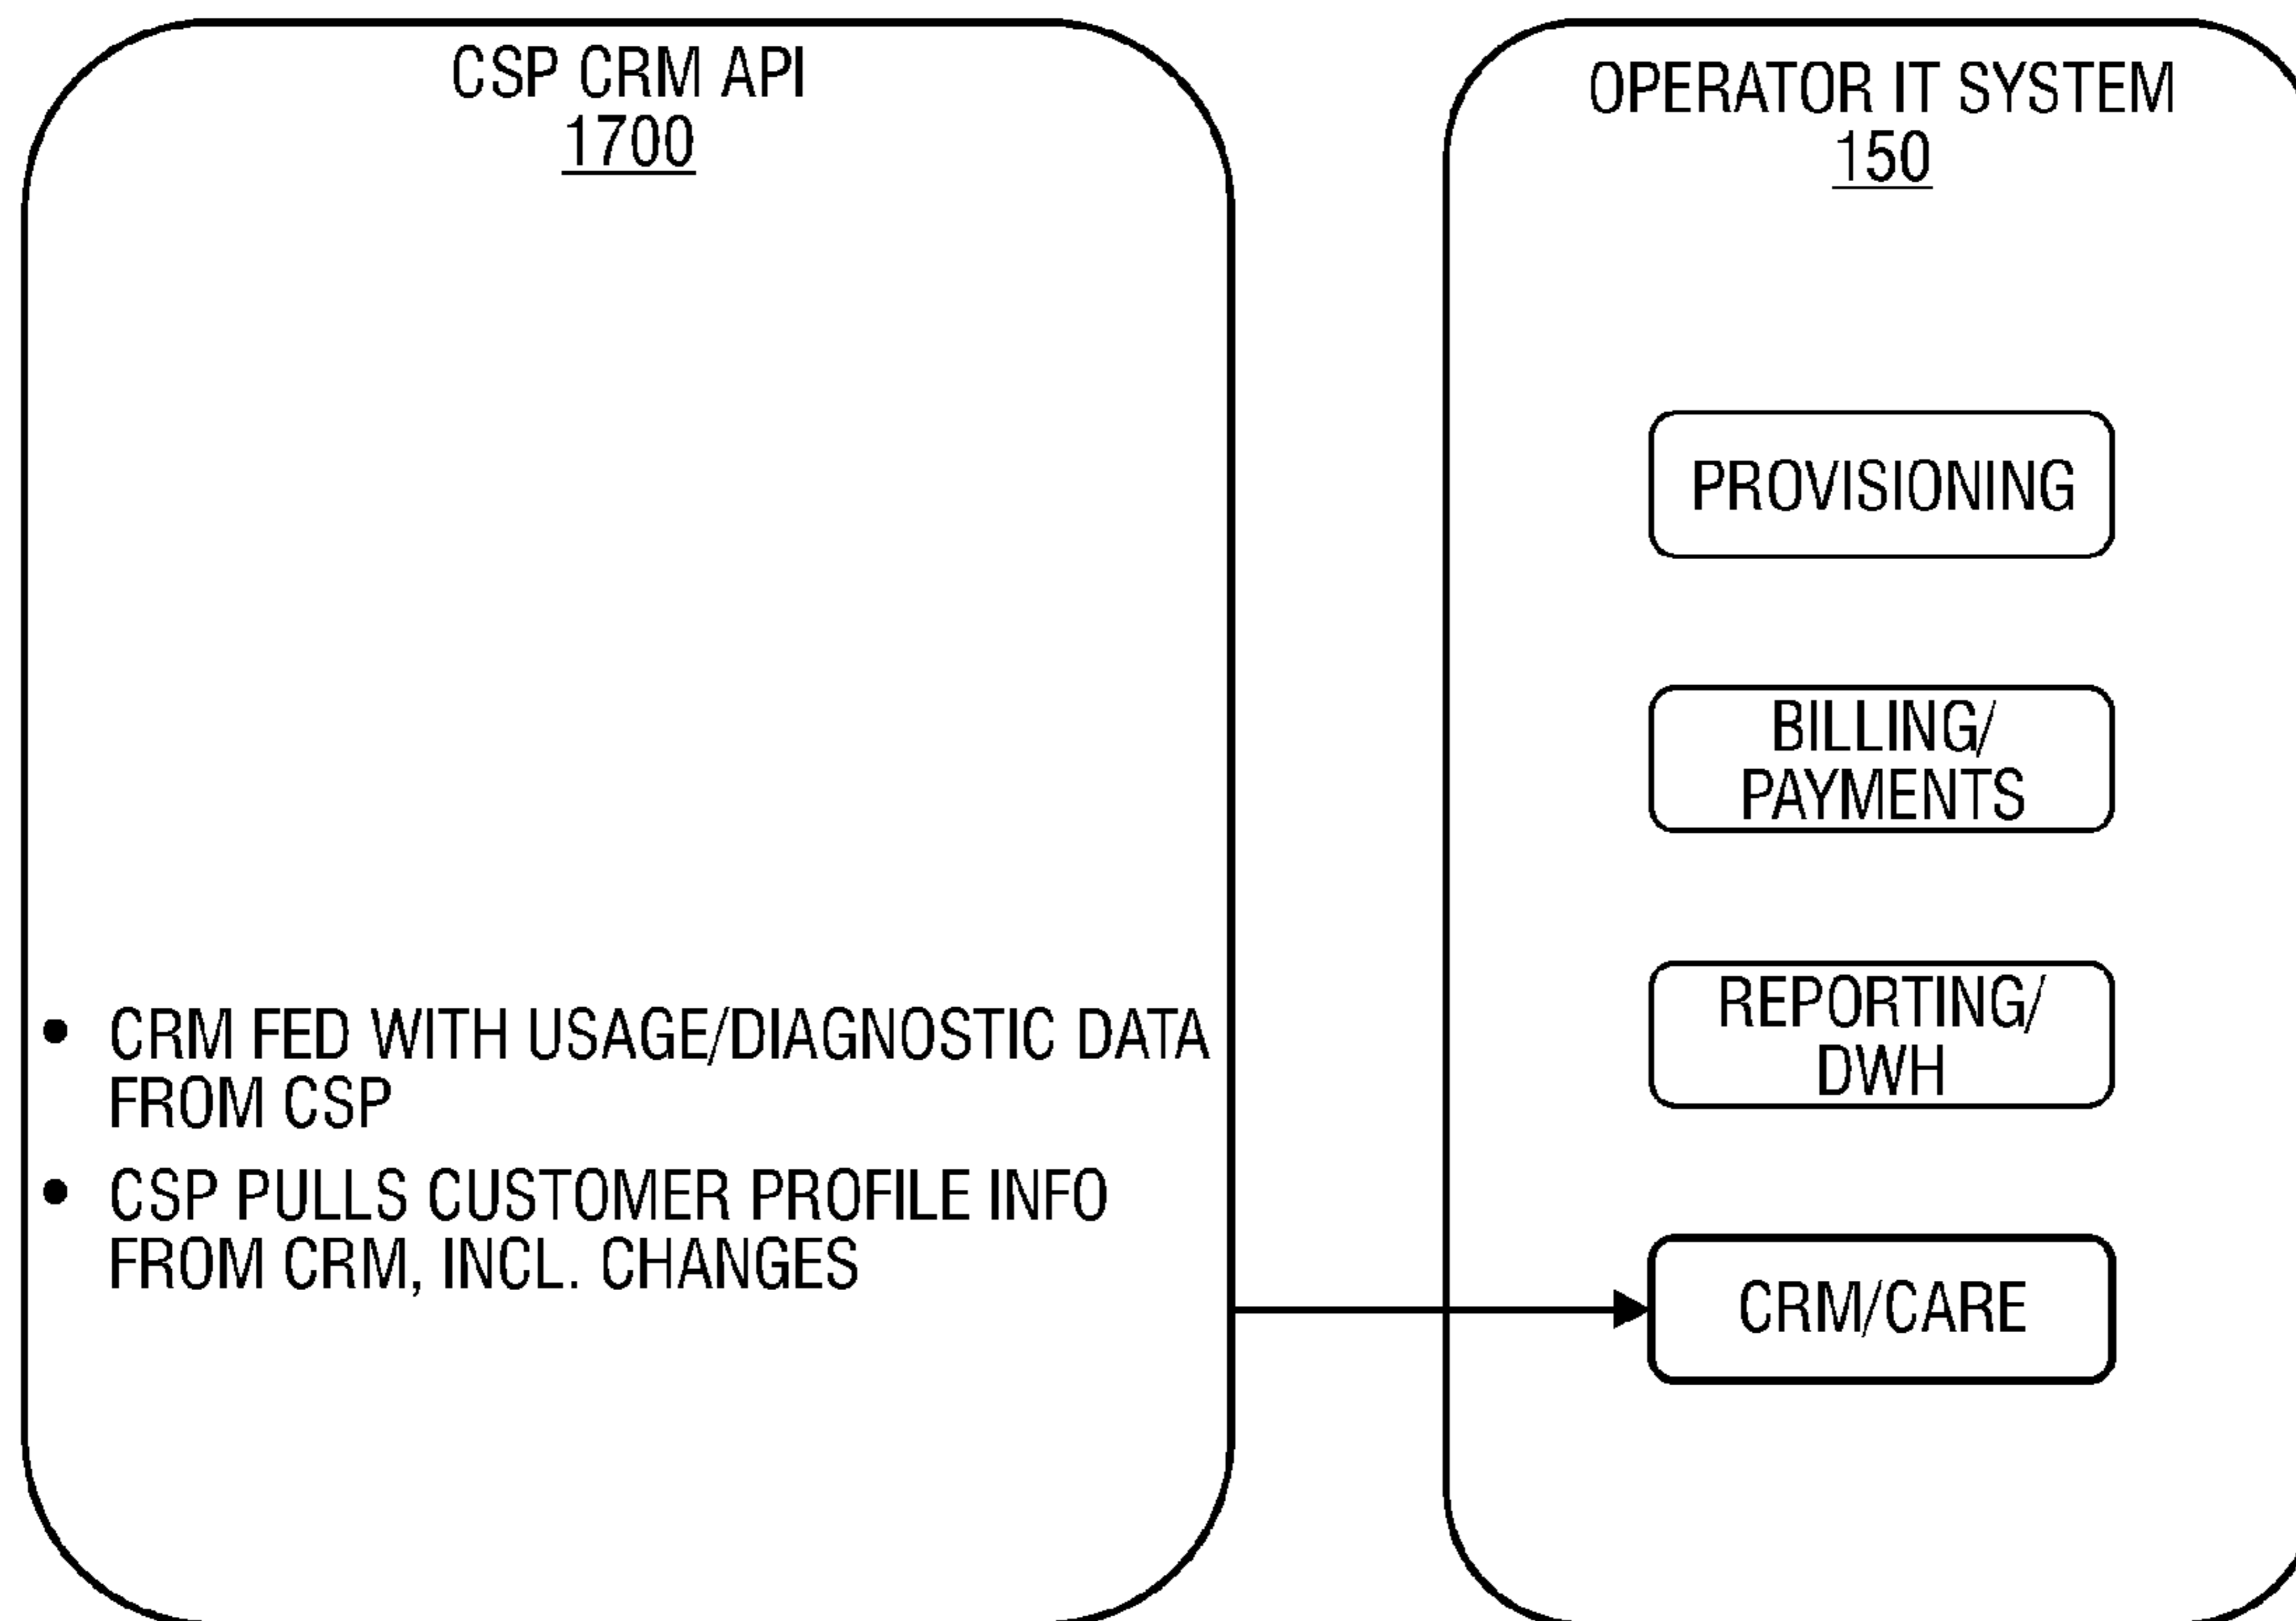 CSP CRM API
1700
• CRM FED WITH USAGE/DIAGNOSTIC DATA
FROM CSP
• CSP PULLS CUSTOMER PROFILE INFO
FROM CRM, INCL. CHANGES
OPERATOR IT SYSTEM
150
PROVISIONING
BILLING/
PAYMENTS
REPORTING/
DWH
CRM/CARE